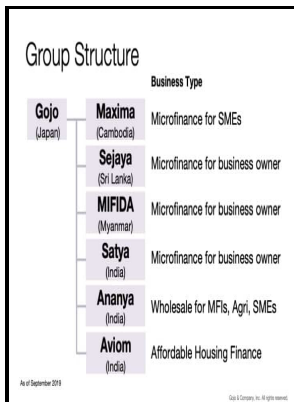 Group Structure
Business Type
Gojo
(Japan)
Maxima
(Cambodia)
Microfinance for SMEs
Sejaya
(Sri Lanka)
Microfinance for business owner
MIFIDA
(Myanmar)
Microfinance for business owner
Satya
(India)
Microfinance for business owner
Ananya
(India)
Wholesale for MFIs, Agri, SMEs
Aviom
(India)
Affordable Housing Finance
As of September 2019
Gojo & Company, Inc. All rights reserved.